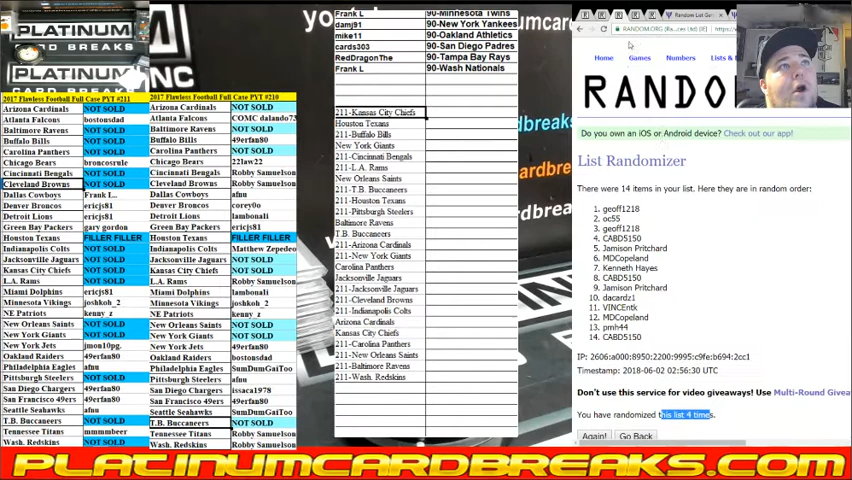 PLATINUM
CARD BREAKS
2017 Flawless Football Full Case PYT #211
Arizona Cardinals NOT SOLD
Atlanta Falcons bostonsdad
Baltimore Ravens NOT SOLD
Buffalo Bills NOT SOLD
Carolina Panthers NOT SOLD
Chicago Bears broncosrule
Cincinnati Bengals NOT SOLD
Cleveland Browns NOT SOLD
Dallas Cowboys Frank L..
Denver Broncos ericjs81
Detroit Lions ericjs81
Green Bay Packers gary gordon
Houston Texans FILLER FILLER
Indianapolis Colts NOT SOLD
Jacksonville Jaguars NOT SOLD
Kansas City Chiefs NOT SOLD
L.A. Rams NOT SOLD
Miami Dolphins ericjs81
Minnesota Vikings joshkoh_2
NE Patriots kenny_z
New Orleans Saints NOT SOLD
New York Giants NOT SOLD
New York Jets jmon10pg.
Oakland Raiders 49erfan80
Philadelphia Eagles afnu
Pittsburgh Steelers NOT SOLD
San Diego Chargers 49erfan80
San Francisco 49ers 49erfan80
Seattle Seahawks afnu
T.B. Buccaneers NOT SOLD
Tennessee Titans mmmmbeer
Wash. Redskins NOT SOLD
2017 Flawless Football Full Case PYT #210
Arizona Cardinals NOT SOLD
Atlanta Falcons COMC dalando73
Baltimore Ravens NOT SOLD
Buffalo Bills 49erfan80
Carolina Panthers NOT SOLD
Chicago Bears 22law22
Cincinnati Bengals Robby Samuelson
Cleveland Browns Robby Samuelson
Dallas Cowboys afnu
Denver Broncos corey0o
Detroit Lions lambonali
Green Bay Packers ericjs81
Houston Texans FILLER FILLER
Indianapolis Colts Matthew Zepedeo
Jacksonville Jaguars NOT SOLD
Kansas City Chiefs NOT SOLD
L.A. Rams Robby Samuelson
Miami Dolphins lambonali
Minnesota Vikings joshkoh_2
NE Patriots kenny_z
New Orleans Saints NOT SOLD
New York Giants NOT SOLD
New York Jets 49erfan80
Oakland Raiders bostonsdad
Philadelphia Eagles SumDumGaiToo
Pittsburgh Steelers afnu
San Diego Chargers Robby Samuelson
San Francisco 49ers issaca1978
Seattle Seahawks SumDumGaiToo
T.B. Buccaneers NOT SOLD
Tennessee Titans Robby Samuelson
Wash. Redskins Robby Samuelson
Frank L 90-Minnesota Twins
damj91 90-New York Yankees
mike11 90-Oakland Athletics
cards303 90-San Diego Padres
RedDragonThe 90-Tampa Bay Rays
Frank L 90-Wash Nationals
211-Kansas City Chiefs
Houston Texans
211-Buffalo Bills
New York Giants
211-Cincinnati Bengals
211-L.A. Rams
New Orleans Saints
211-T.B. Buccaneers
211-Houston Texans
211-Pittsburgh Steelers
Baltimore Ravens
T.B. Buccaneers
211-Arizona Cardinals
211-New York Giants
Carolina Panthers
Jacksonville Jaguars
211-Jacksonville Jaguars
211-Cleveland Browns
211-Indianapolis Colts
Arizona Cardinals
Kansas City Chiefs
211-Carolina Panthers
211-New Orleans Saints
211-Baltimore Ravens
211-Wash. Redskins
Home Games Numbers Lists &
RANDO
Do you own an iOS or Android device? Check out our app!
List Randomizer
There were 14 items in your list. Here they are in random order:
1. geoff1218
2. oc55
3. geoff1218
4. CABD5150
5. Jamison Pritchard
6. MDCopeland
7. Kenneth Hayes
8. CABD5150
9. Jamison Pritchard
10. dacardz1
11. VINCEntk
12. MDCopeland
13. pmh44
14. CABD5150
IP: 2606:a000:8950:2200:9995:c9fe:b694:2cc1
Timestamp: 2018-06-02 02:56:30 UTC
Don't use this service for video giveaways! Use Multi-Round Givea
You have randomized this list 4 times.
Again! Go Back
PLATINUMCARDBREAKS.COM